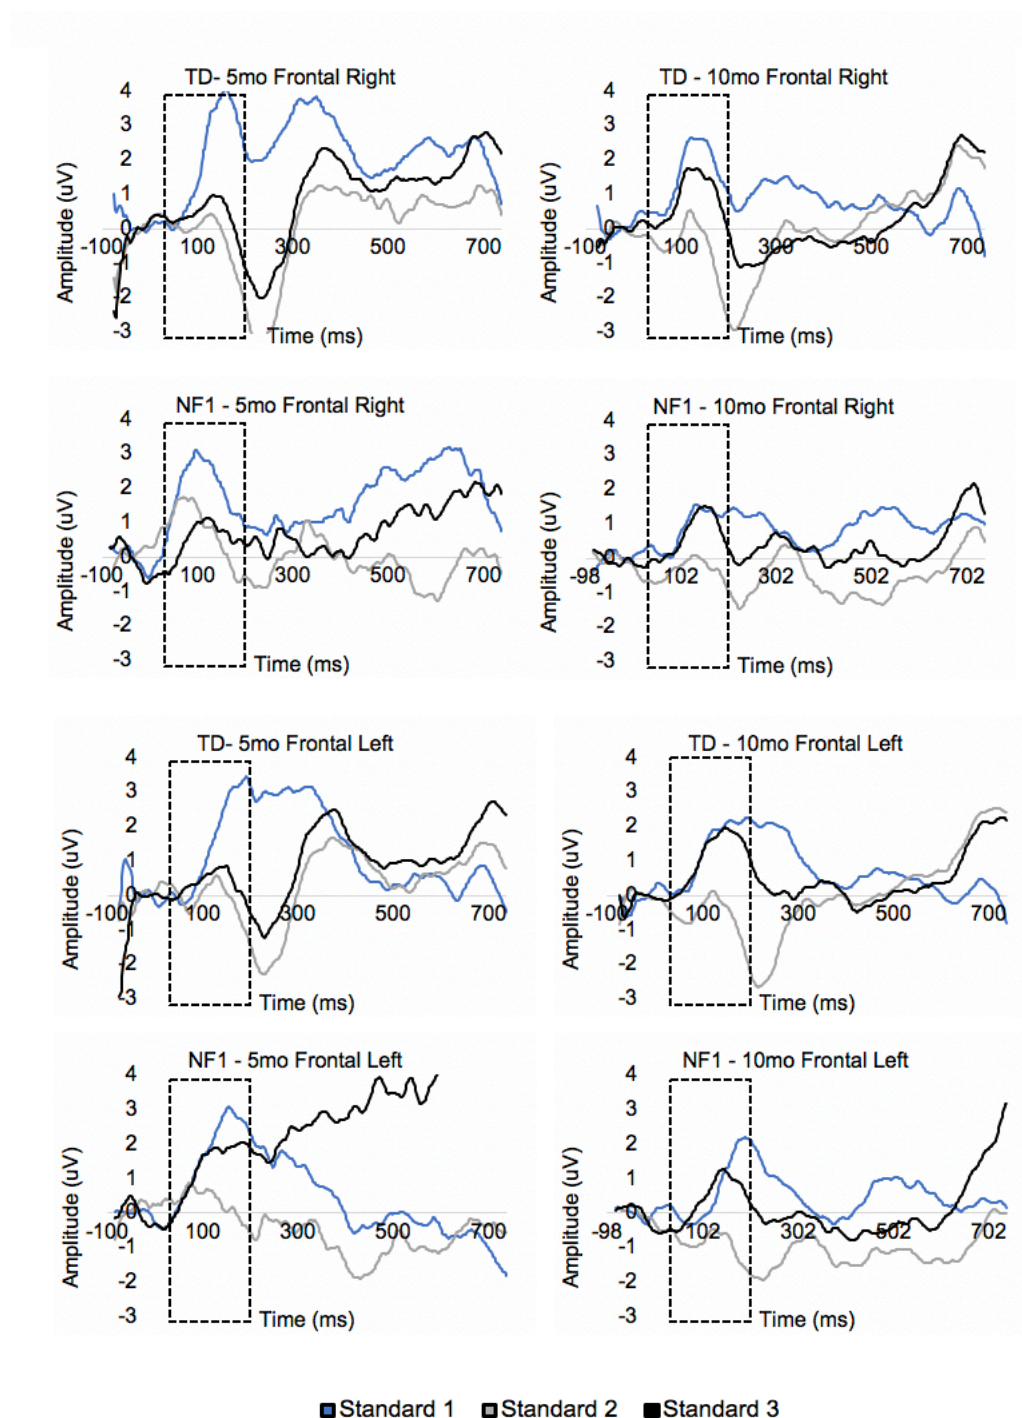 TD- 5mo Frontal Right
4
3
2
1
0
-1
-2
-3
-100 100 300 500 700
Amplitude (uV)
Time (ms)
TD - 10mo Frontal Right
4
3
2
1
0
-1
-2
-3
-100 100 300 500 700
Amplitude (uV)
Time (ms)
NF1 - 5mo Frontal Right
4
3
2
1
0
-1
-2
-3
-100 100 300 500 700
Amplitude (uV)
Time (ms)
NF1 - 10mo Frontal Right
4
3
2
1
0
-1
-2
-3
-98 102 302 502 702
Amplitude (uV)
Time (ms)
TD- 5mo Frontal Left
4
3
2
1
0
-1
-2
-3
-100 100 300 500 700
Amplitude (uV)
Time (ms)
TD - 10mo Frontal Left
4
3
2
1
0
-1
-2
-3
-100 100 300 500 700
Amplitude (uV)
Time (ms)
NF1 - 5mo Frontal Left
4
3
2
1
0
-1
-2
-3
-100 100 300 500 700
Amplitude (uV)
Time (ms)
NF1 - 10mo Frontal Left
4
3
2
1
0
-1
-2
-3
-98 102 302 502 702
Amplitude (uV)
Time (ms)
Standard 1 Standard 2 Standard 3